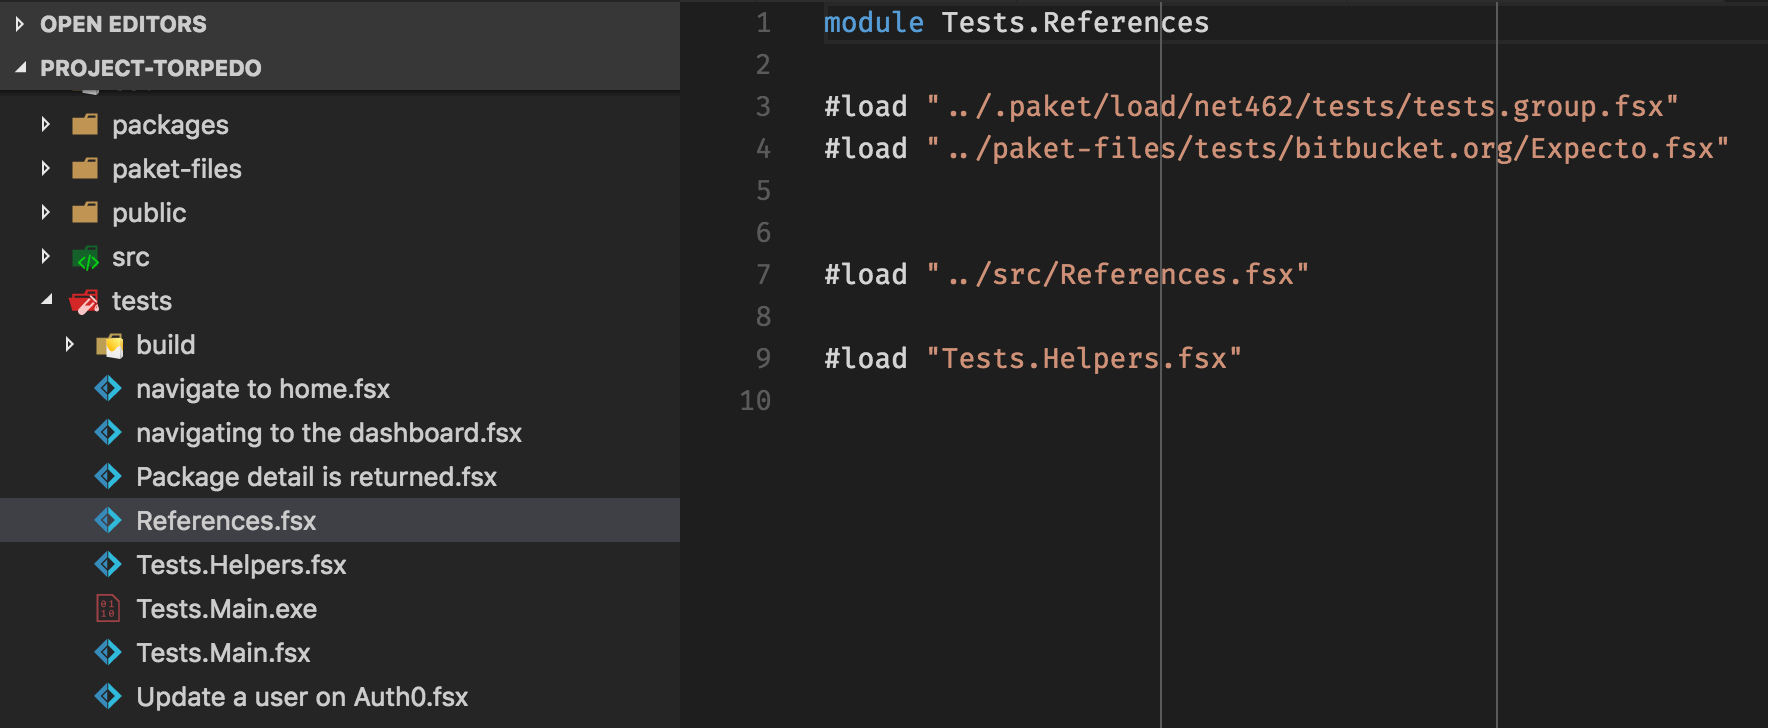 OPEN EDITORS
PROJECT-TORPEDO
packages
paket-files
public
src
tests
build
navigate to home.fsx
navigating to the dashboard.fsx
Package detail is returned.fsx
References.fsx
Tests.Helpers.fsx
Tests.Main.exe
Tests.Main.fsx
Update a user on Auth0.fsx
1 module Tests.References
2
3 #load "../.paket/load/net462/tests/tests.group.fsx"
4 #load "../paket-files/tests/bitbucket.org/Expecto.fsx"
5
6
7 #load "../src/References.fsx"
8
9 #load "Tests.Helpers.fsx"
10